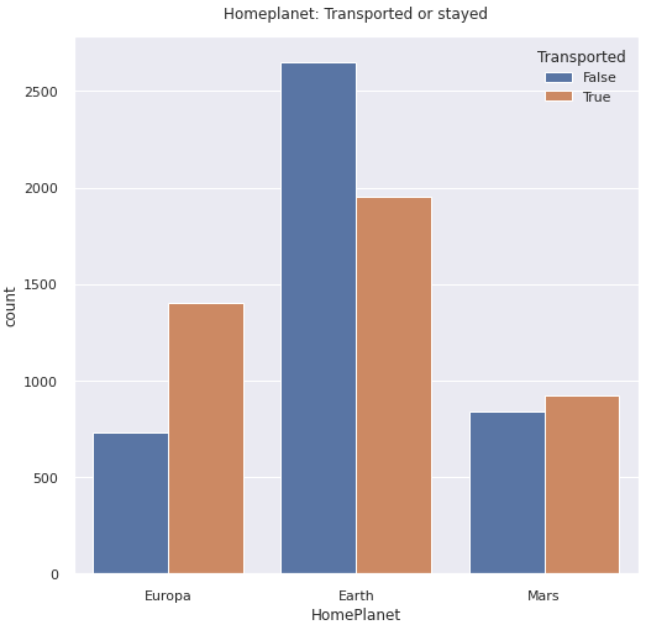 Homeplanet: Transported or stayed
Transported
False
True
2500
2000
1500
1000
500
0
count
Europa
Earth
Mars
HomePlanet